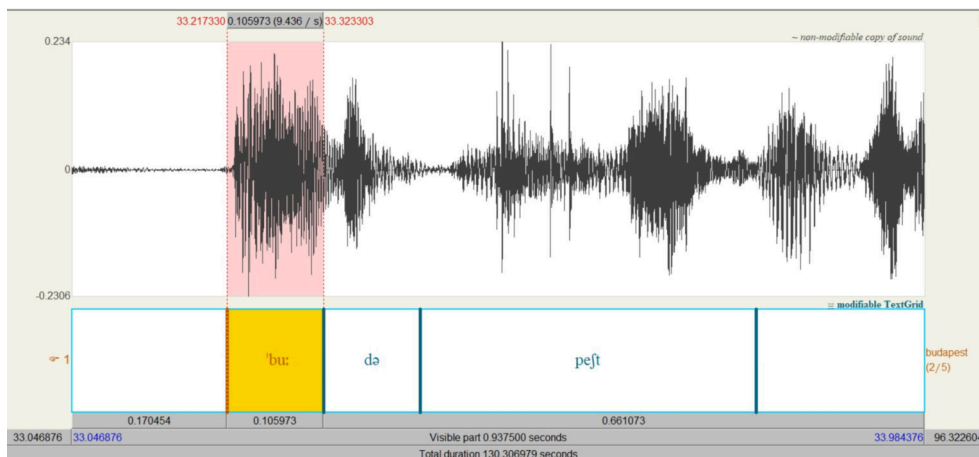 33.217330 0.105973 (9.436 / s) 33.323303
0.234
~ non-modifiable copy of sound
0
-0.2306
= modifiable TextGrid
☞ 1
ˈbuː
də
peʃt
budapest
(2/5)
0.170454 0.105973 0.661073
33.046876 33.046876 Visible part 0.937500 seconds 33.984376 96.322604
Total duration 130.306979 seconds